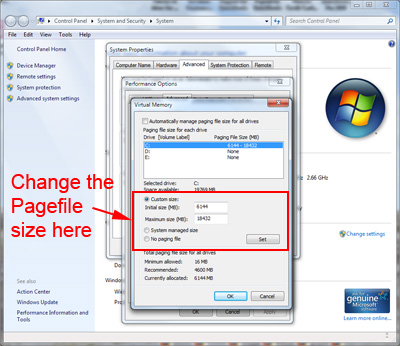 Control Panel
System and Security
System
Search Control Panel
File Edit View Tools Help
Control Panel Home
Device Manager
Remote settings
System protection
Advanced system settings
System Properties
Computer Name Hardware Advanced System Protection Remote
Performance Options
Virtual Memory
Automatically manage paging file size for all drives
Paging file size for each drive
Drive [Volume Label] Paging File Size (MB)
C: 6144 - 18432
D: None
E: None
Selected drive: C:
Space available: 19769 MB
Custom size:
Initial size (MB): 6144
Maximum size (MB): 18432
System managed size
No paging file
Set
Total paging file size for all drives
Minimum allowed: 16 MB
Recommended: 4600 MB
Currently allocated: 6144 MB
OK Cancel
OK Cancel Apply
Change the
Pagefile
size here
2.66 GHz
Change settings
See also
Action Center
Windows Update
Performance Information and
Tools
ask for
genuine
Microsoft
software
Learn more online...